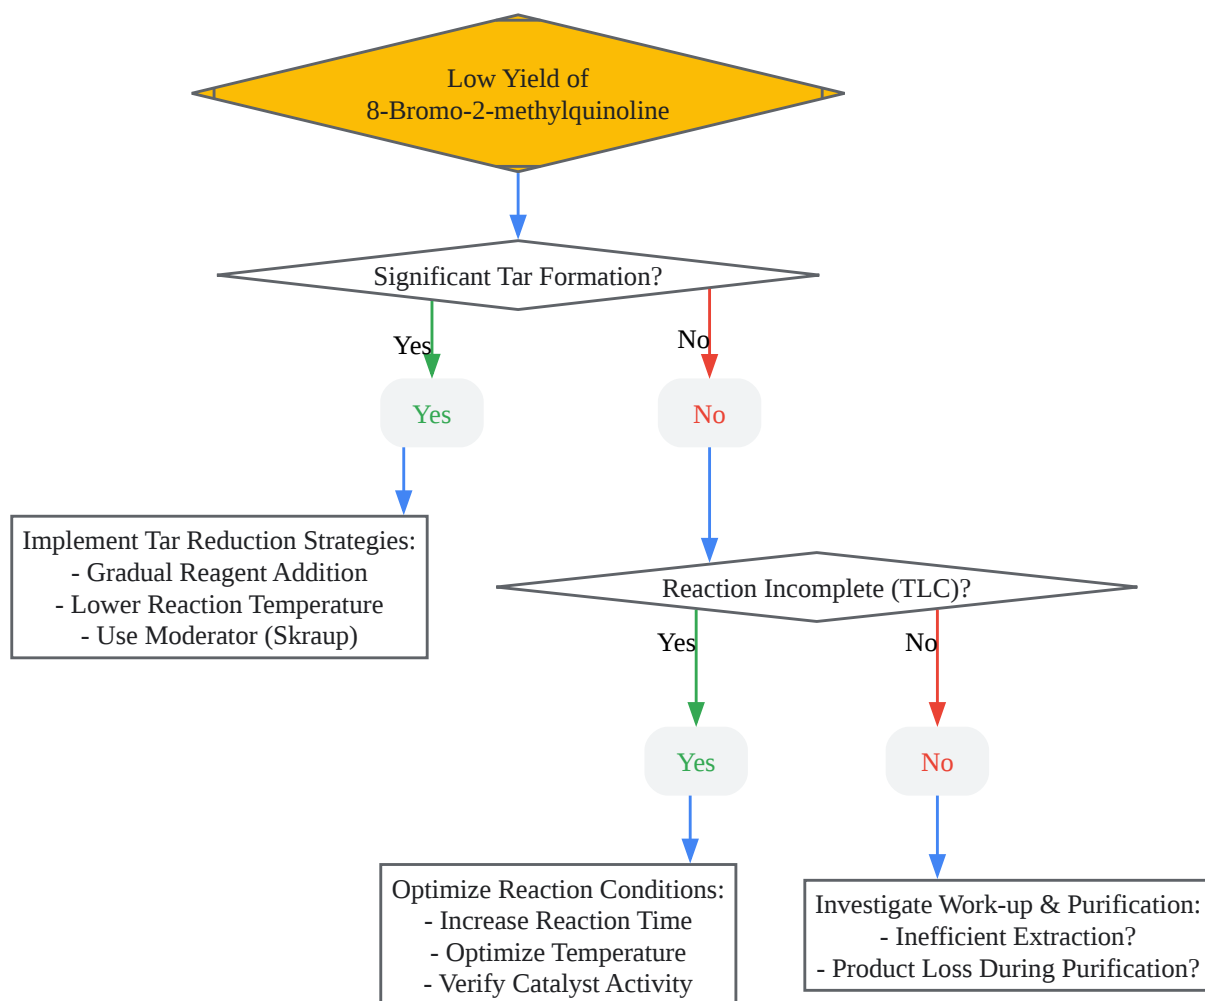 Low Yield of
8-Bromo-2-methylquinoline
Significant Tar Formation?
Yes
No
Yes
No
Implement Tar Reduction Strategies:
- Gradual Reagent Addition
- Lower Reaction Temperature
- Use Moderator (Skraup)
Reaction Incomplete (TLC)?
Yes
No
Yes
No
Optimize Reaction Conditions:
- Increase Reaction Time
- Optimize Temperature
- Verify Catalyst Activity
Investigate Work-up & Purification:
- Inefficient Extraction?
- Product Loss During Purification?